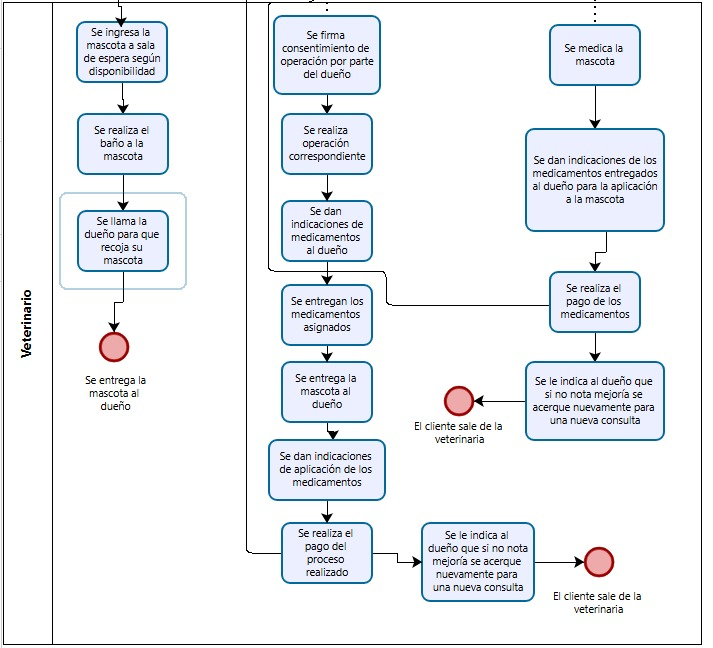 Veterinario
Se ingresa la
mascota a sala
de espera según
disponibilidad
Se realiza el
baño a la
mascota
Se llama la
dueño para que
recoja su
mascota
Se entrega la
mascota al
dueño
Se firma
consentimiento de
operación por parte
del dueño
Se realiza
operación
correspondiente
Se dan
indicaciones de
medicamentos
al dueño
Se entregan los
medicamentos
asignados
Se entrega la
mascota al
dueño
Se dan indicaciones
de aplicación de los
medicamentos
Se realiza el
pago del
proceso
realizado
Se le indica al
dueño que si no nota
mejoría se acerque
nuevamente para
una nueva consulta
El cliente sale de la
veterinaria
Se medica la
mascota
Se dan indicaciones de los
medicamentos entregados
al dueño para la aplicación
a la mascota
Se realiza el
pago de los
medicamentos
Se le indica al dueño que
si no nota mejoría se
acerque nuevamente para
una nueva consulta
El cliente sale de la
veterinaria